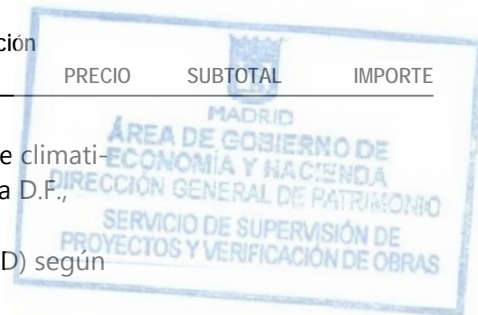 ción
PRECIO SUBTOTAL IMPORTE
MADRID
ÁREA DE GOBIERNO DE
e climati-
ECONOMÍA Y HACIENDA
a D.F.,
DIRECCIÓN GENERAL DE PATRIMONIO
SERVICIO DE SUPERVISIÓN DE
D) según
PROYECTOS Y VERIFICACIÓN DE OBRAS